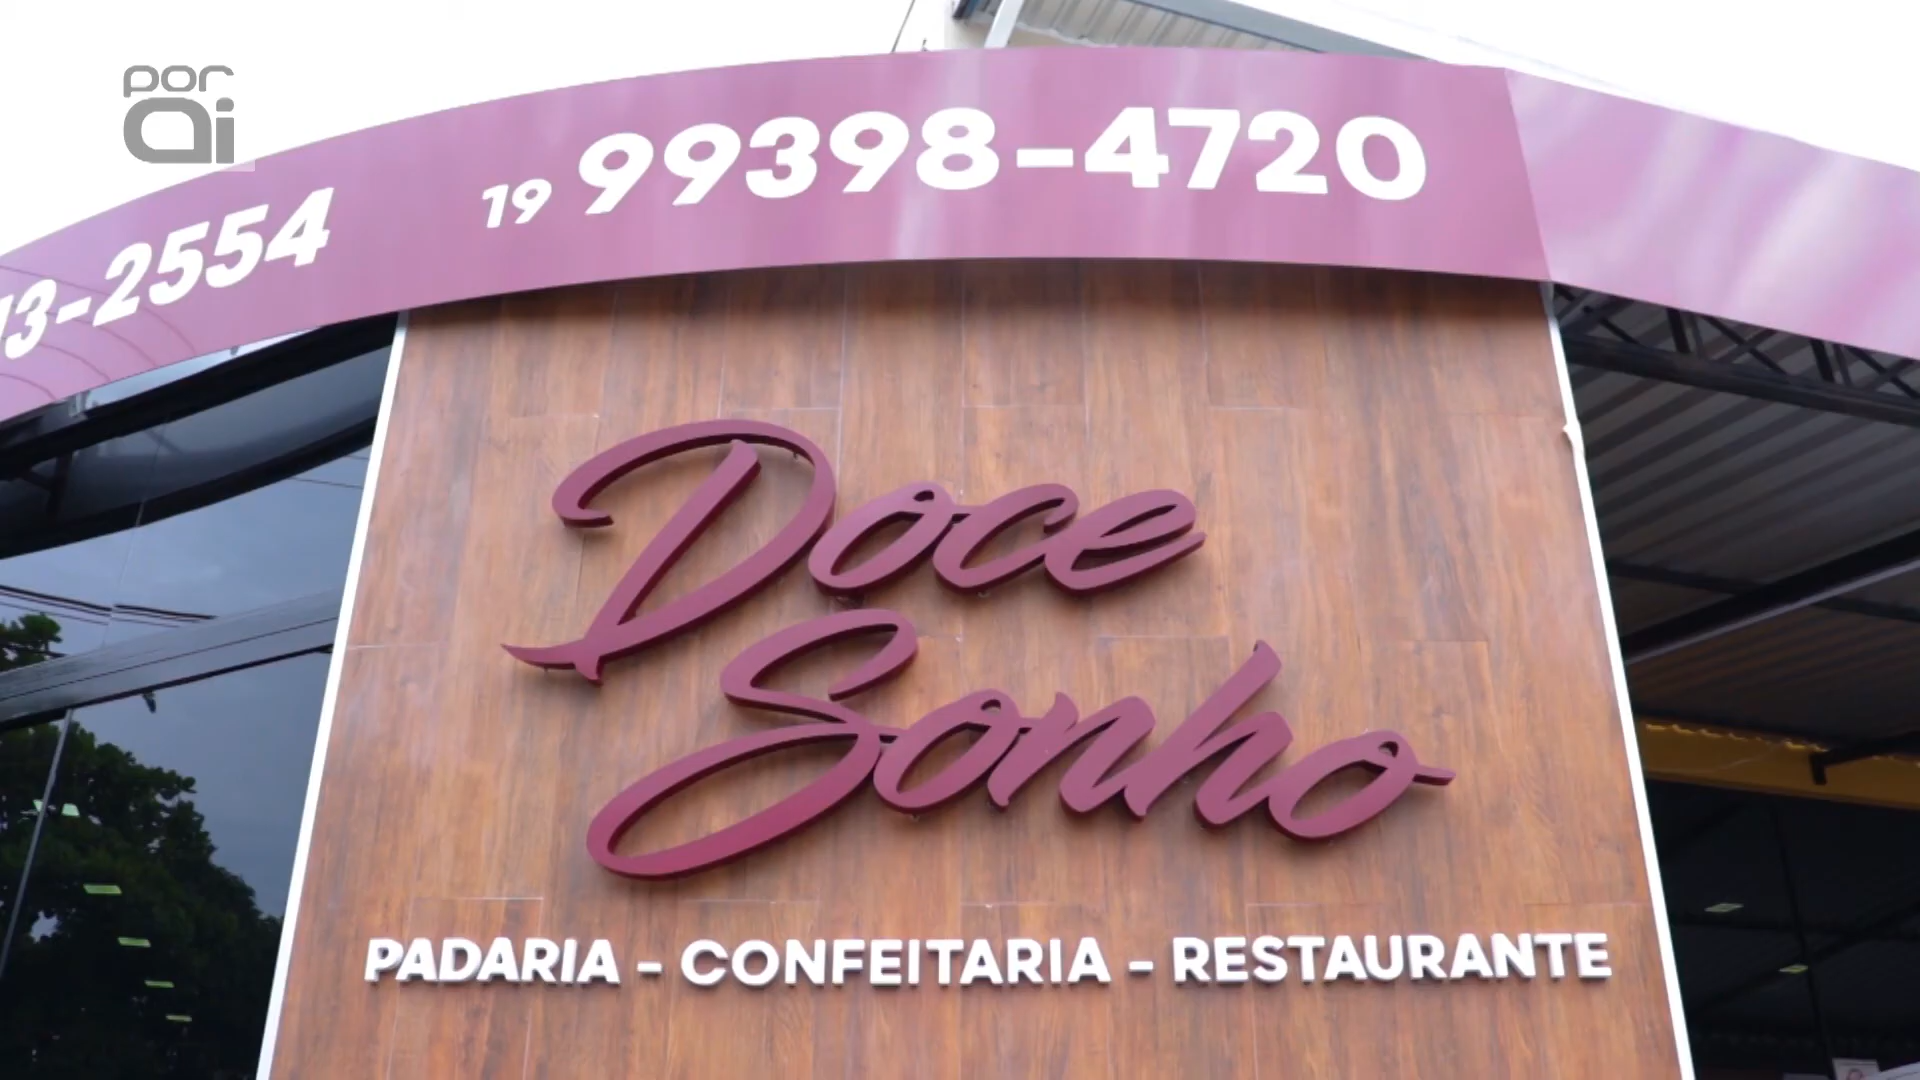 por
ai
13-2554 19 99398-4720
Doce
Sonho
PADARIA - CONFEITARIA - RESTAURANTE